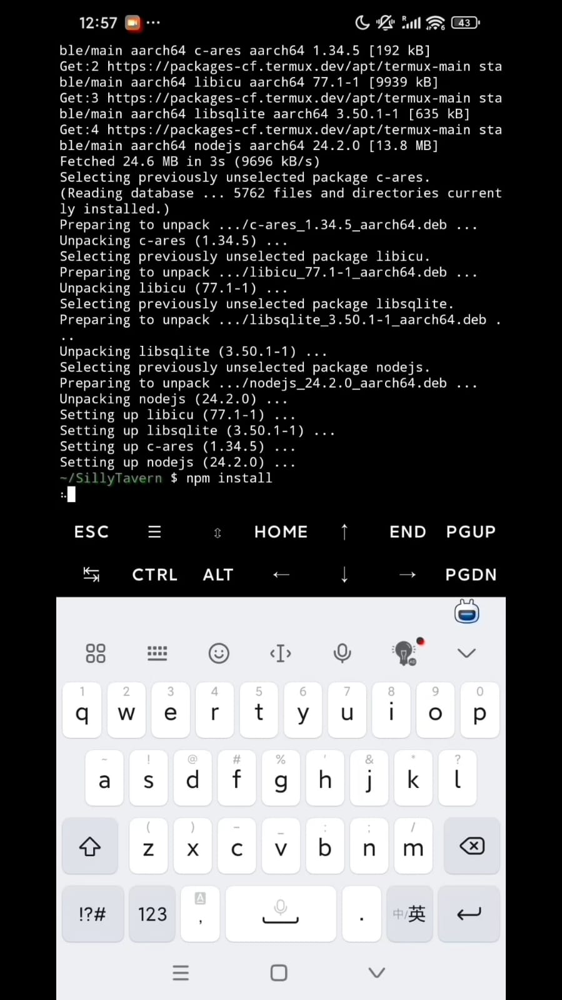 12:57 R 6 43
ble/main aarch64 c-ares aarch64 1.34.5 [192 kB]
Get:2 https://packages-cf.termux.dev/apt/termux-main sta
ble/main aarch64 libicu aarch64 77.1-1 [9939 kB]
Get:3 https://packages-cf.termux.dev/apt/termux-main sta
ble/main aarch64 libsqlite aarch64 3.50.1-1 [635 kB]
Get:4 https://packages-cf.termux.dev/apt/termux-main sta
ble/main aarch64 nodejs aarch64 24.2.0 [13.8 MB]
Fetched 24.6 MB in 3s (9696 kB/s)
Selecting previously unselected package c-ares.
(Reading database ... 5762 files and directories current
ly installed.)
Preparing to unpack .../c-ares_1.34.5_aarch64.deb ...
Unpacking c-ares (1.34.5) ...
Selecting previously unselected package libicu.
Preparing to unpack .../libicu_77.1-1_aarch64.deb ...
Unpacking libicu (77.1-1) ...
Selecting previously unselected package libsqlite.
Preparing to unpack .../libsqlite_3.50.1-1_aarch64.deb .
..
Unpacking libsqlite (3.50.1-1) ...
Selecting previously unselected package nodejs.
Preparing to unpack .../nodejs_24.2.0_aarch64.deb ...
Unpacking nodejs (24.2.0) ...
Setting up libicu (77.1-1) ...
Setting up libsqlite (3.50.1-1) ...
Setting up c-ares (1.34.5) ...
Setting up nodejs (24.2.0) ...
~/SillyTavern $ npm install
ESC ☰ ⇳ HOME ↑ END PGUP
↹ CTRL ALT ← ↓ → PGDN
AD
1 2 3 4 5 6 7 8 9 0
q w e r t y u i o p
~ ! @ # % ' & * ?
a s d f g h j k l
( ) - _ : ; /
z x c v b n m
A
!?# 123 , . 中/英